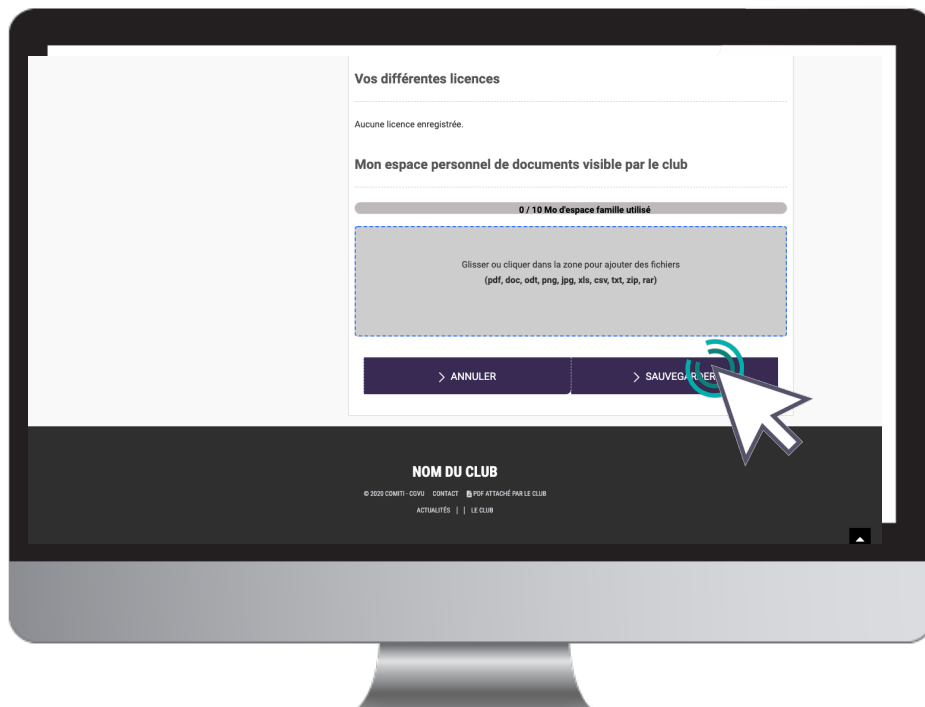 Vos différentes licences
Aucune licence enregistrée.
Mon espace personnel de documents visible par le club
0 / 10 Mo d'espace famille utilisé
Glisser ou cliquer dans la zone pour ajouter des fichiers
(pdf, doc, odt, png, jpg, xls, csv, txt, zip, rar)
> ANNULER
> SAUVEGARDER
NOM DU CLUB
© 2020 COMITI - CGVU CONTACT PDF ATTACHÉ PAR LE CLUB
ACTUALITÉS | | LE CLUB